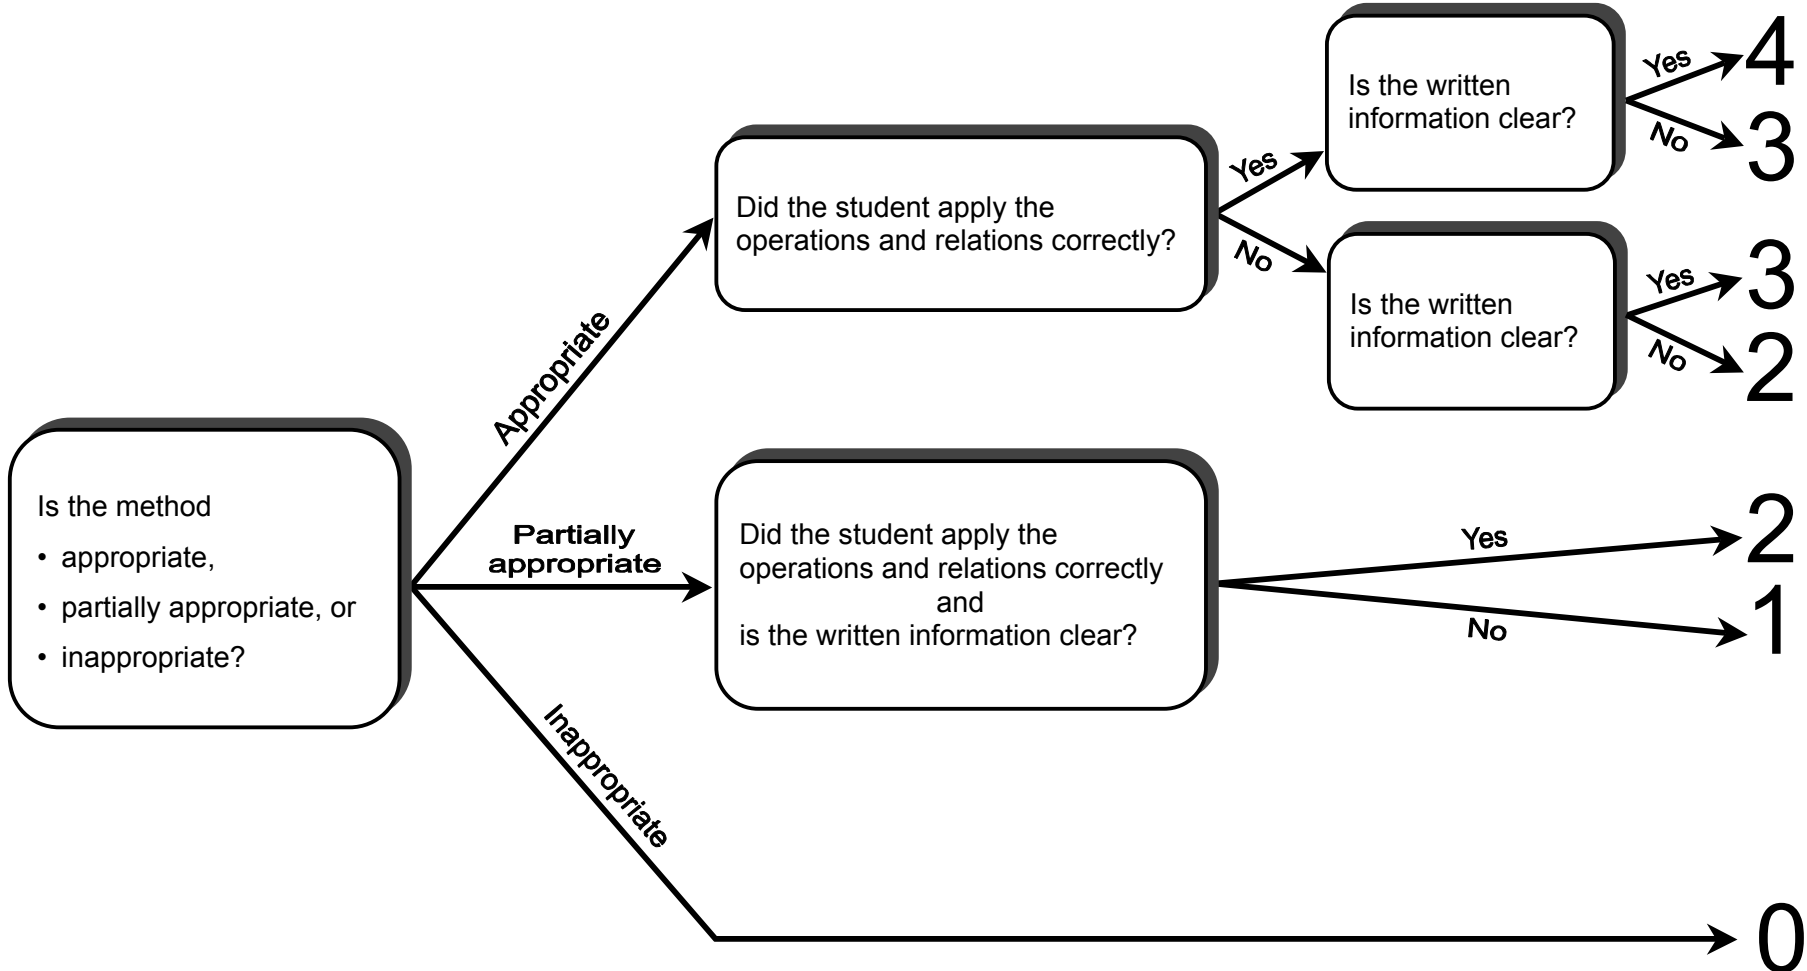 Is the method
• appropriate,
• partially appropriate, or
• inappropriate?
Appropriate
Did the student apply the
operations and relations correctly?
Yes
Is the written
information clear?
Yes
4
No
3
No
Is the written
information clear?
Yes
3
No
2
Partially
appropriate
Did the student apply the
operations and relations correctly
and
is the written information clear?
Yes
2
No
1
Inappropriate
0